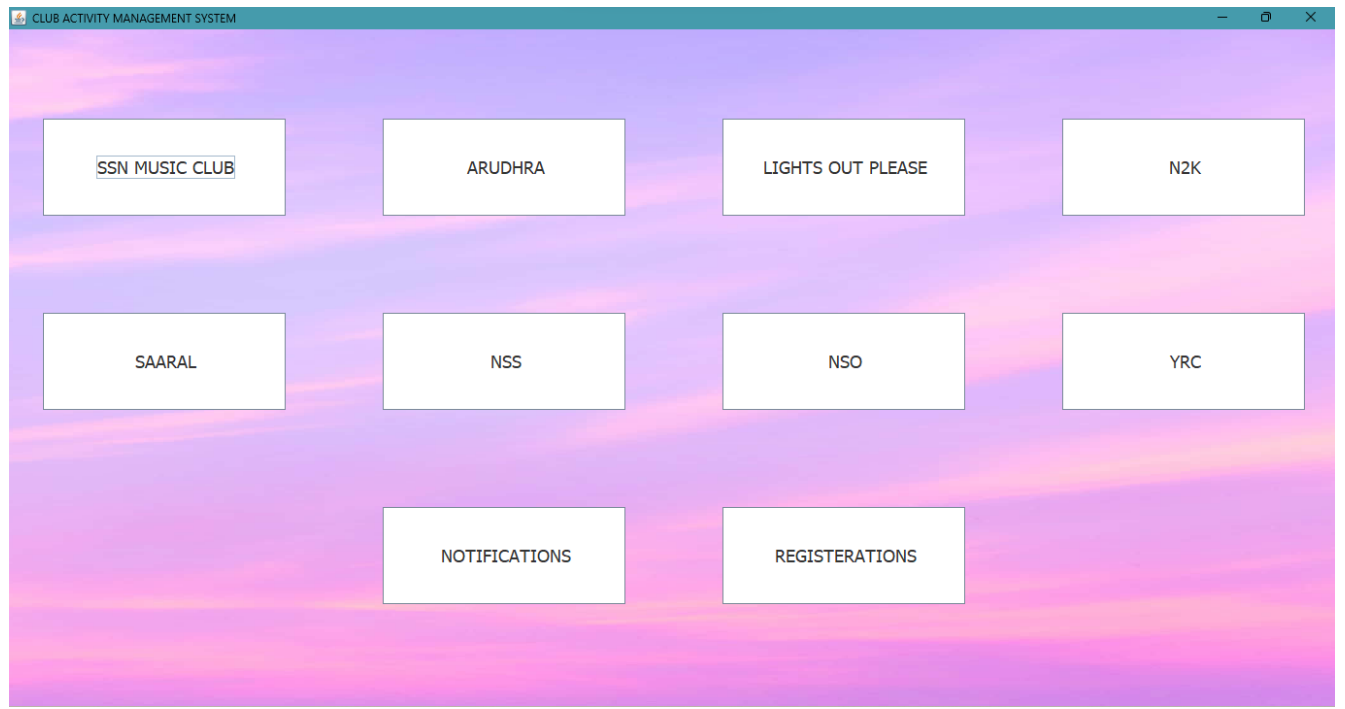 CLUB ACTIVITY MANAGEMENT SYSTEM
SSN MUSIC CLUB
ARUDHRA
LIGHTS OUT PLEASE
N2K
SAARAL
NSS
NSO
YRC
NOTIFICATIONS
REGISTERATIONS